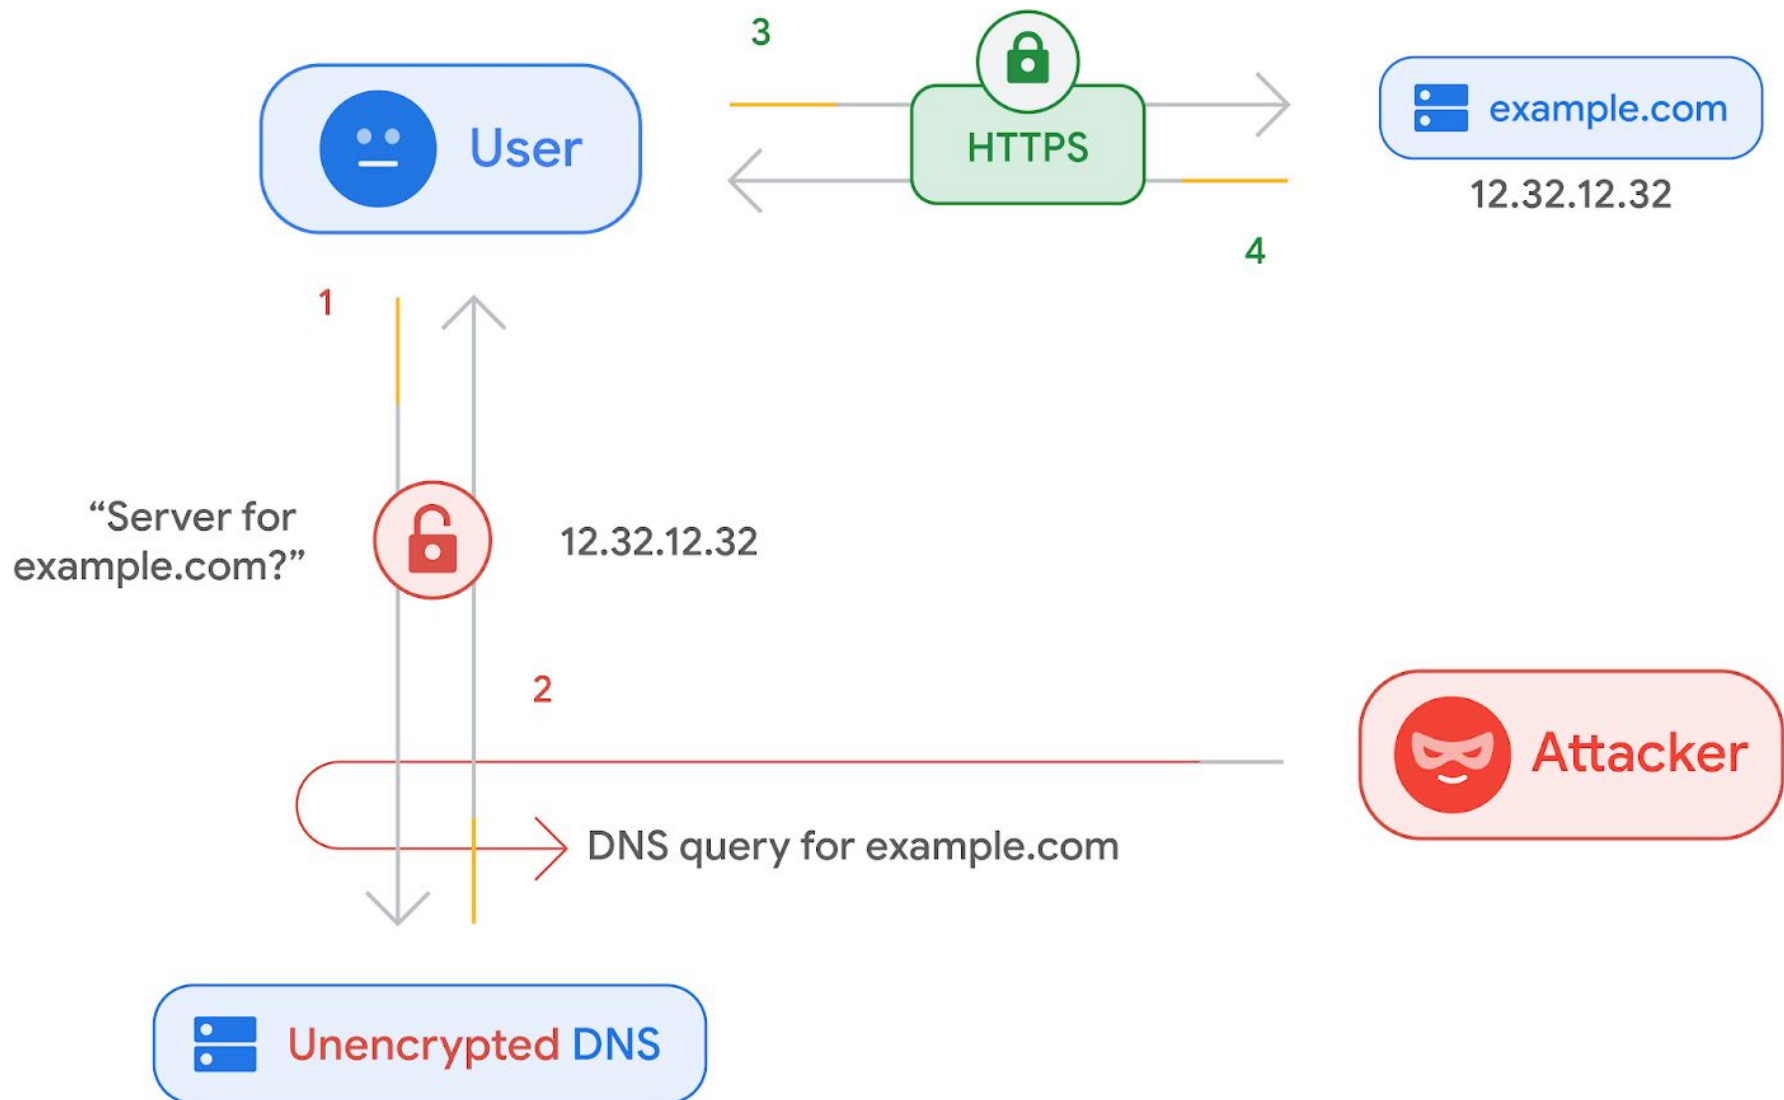 3
User
HTTPS
example.com
12.32.12.32
4
1
“Server for
example.com?”
12.32.12.32
2
Attacker
DNS query for example.com
Unencrypted DNS